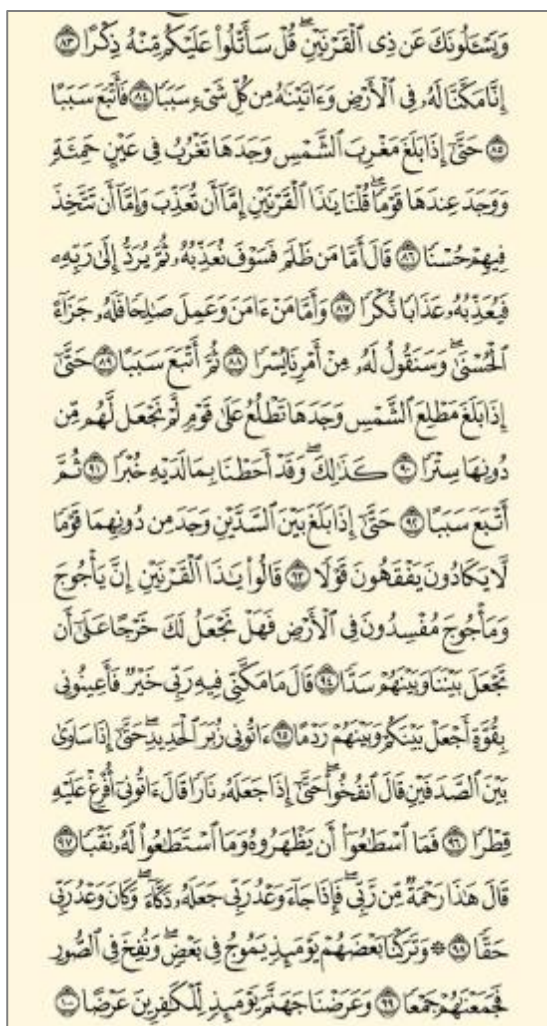 وَيَسْـَٔلُونَكَ عَن ذِى ٱلْقَرْنَيْنِ ۖ قُلْ سَأَتْلُوا۟ عَلَيْكُم مِّنْهُ ذِكْرًا ٨٣
إِنَّا مَكَّنَّا لَهُۥ فِى ٱلْأَرْضِ وَءَاتَيْنَٰهُ مِن كُلِّ شَىْءٍ سَبَبًا ٨٤ فَأَتْبَعَ سَبَبًا
٨٥ حَتَّىٰٓ إِذَا بَلَغَ مَغْرِبَ ٱلشَّمْسِ وَجَدَهَا تَغْرُبُ فِى عَيْنٍ حَمِئَةٍ
وَوَجَدَ عِندَهَا قَوْمًا ۗ قُلْنَا يَٰذَا ٱلْقَرْنَيْنِ إِمَّآ أَن تُعَذِّبَ وَإِمَّآ أَن تَتَّخِذَ
فِيهِمْ حُسْنًا ٨٦ قَالَ أَمَّا مَن ظَلَمَ فَسَوْفَ نُعَذِّبُهُۥ ثُمَّ يُرَدُّ إِلَىٰ رَبِّهِۦ
فَيُعَذِّبُهُۥ عَذَابًا نُّكْرًا ٨٧ وَأَمَّا مَنْ ءَامَنَ وَعَمِلَ صَٰلِحًا فَلَهُۥ جَزَآءً
ٱلْحُسْنَىٰ ۖ وَسَنَقُولُ لَهُۥ مِنْ أَمْرِنَا يُسْرًا ٨٨ ثُمَّ أَتْبَعَ سَبَبًا ٨٩ حَتَّىٰٓ
إِذَا بَلَغَ مَطْلِعَ ٱلشَّمْسِ وَجَدَهَا تَطْلُعُ عَلَىٰ قَوْمٍ لَّمْ نَجْعَل لَّهُم مِّن
دُونِهَا سِتْرًا ٩٠ كَذَٰلِكَ وَقَدْ أَحَطْنَا بِمَا لَدَيْهِ خُبْرًا ٩١ ثُمَّ
أَتْبَعَ سَبَبًا ٩٢ حَتَّىٰٓ إِذَا بَلَغَ بَيْنَ ٱلسَّدَّيْنِ وَجَدَ مِن دُونِهِمَا قَوْمًا
لَّا يَكَادُونَ يَفْقَهُونَ قَوْلًا ٩٣ قَالُوا۟ يَٰذَا ٱلْقَرْنَيْنِ إِنَّ يَأْجُوجَ
وَمَأْجُوجَ مُفْسِدُونَ فِى ٱلْأَرْضِ فَهَلْ نَجْعَلُ لَكَ خَرْجًا عَلَىٰٓ أَن
تَجْعَلَ بَيْنَنَا وَبَيْنَهُمْ سَدًّا ٩٤ قَالَ مَا مَكَّنِّى فِيهِ رَبِّى خَيْرٌ فَأَعِينُونِى
بِقُوَّةٍ أَجْعَلْ بَيْنَكُمْ وَبَيْنَهُمْ رَدْمًا ٩٥ ءَاتُونِى زُبَرَ ٱلْحَدِيدِ ۖ حَتَّىٰٓ إِذَا سَاوَىٰ
بَيْنَ ٱلصَّدَفَيْنِ قَالَ ٱنفُخُوا۟ ۖ حَتَّىٰٓ إِذَا جَعَلَهُۥ نَارًا قَالَ ءَاتُونِىٓ أُفْرِغْ عَلَيْهِ
قِطْرًا ٩٦ فَمَا ٱسْطَٰعُوٓا۟ أَن يَظْهَرُوهُ وَمَا ٱسْتَطَٰعُوا۟ لَهُۥ نَقْبًا ٩٧
قَالَ هَٰذَا رَحْمَةٌ مِّن رَّبِّى ۖ فَإِذَا جَآءَ وَعْدُ رَبِّى جَعَلَهُۥ دَكَّآءَ ۖ وَكَانَ وَعْدُ رَبِّى
حَقًّا ٩٨ ۞ وَتَرَكْنَا بَعْضَهُمْ يَوْمَئِذٍ يَمُوجُ فِى بَعْضٍ ۖ وَنُفِخَ فِى ٱلصُّورِ
فَجَمَعْنَٰهُمْ جَمْعًا ٩٩ وَعَرَضْنَا جَهَنَّمَ يَوْمَئِذٍ لِّلْكَٰفِرِينَ عَرْضًا ١٠٠